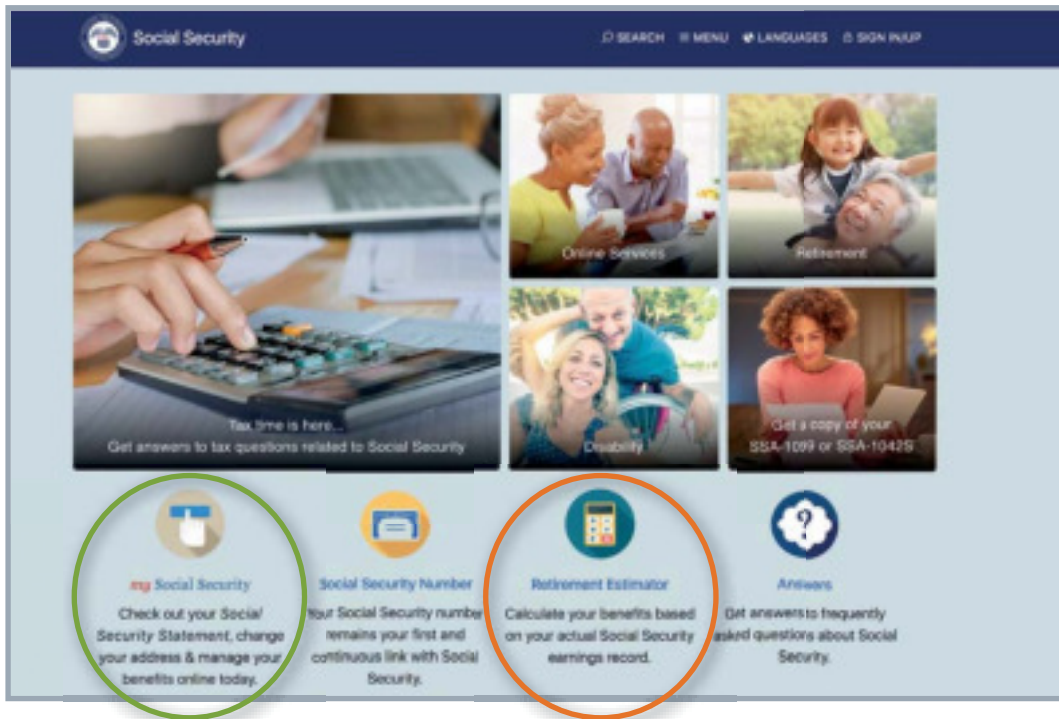 Social Security
SEARCH MENU LANGUAGES SIGN IN/UP
Online Services
Retirement
Tax time is here...
Get answers to tax questions related to Social Security
Disability
Get a copy of your
SSA-1099 or SSA-1042S
my Social Security
Check out your Social
Security Statement, change
your address & manage your
benefits online today.
Social Security Number
Your Social Security number
remains your first and
continuous link with Social
Security.
Retirement Estimator
Calculate your benefits based
on your actual Social Security
earnings record.
Answers
Get answers to frequently
asked questions about Social
Security.